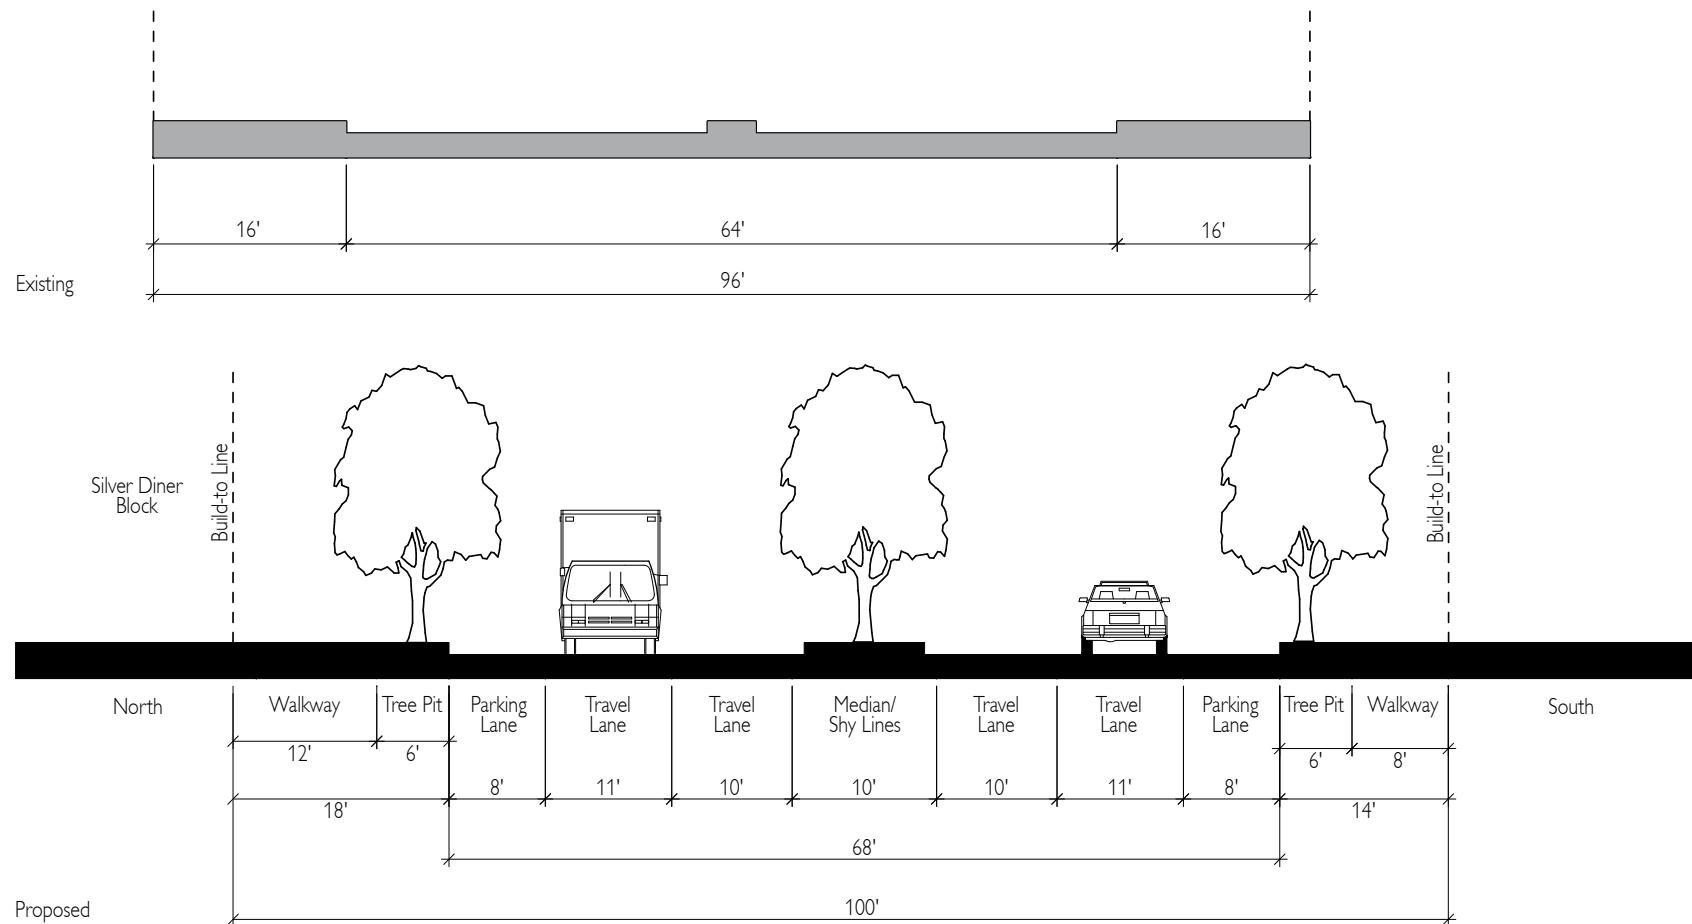 16'
64'
16'
96'
Existing
Silver Diner
Block
Build-to Line
Build-to Line
North
Walkway
Tree Pit
Parking
Lane
Travel
Lane
Travel
Lane
Median/
Shy Lines
Travel
Lane
Travel
Lane
Parking
Lane
Tree Pit
Walkway
South
12'
6'
6'
8'
8'
11'
10'
10'
10'
11'
8'
18'
14'
68'
100'
Proposed